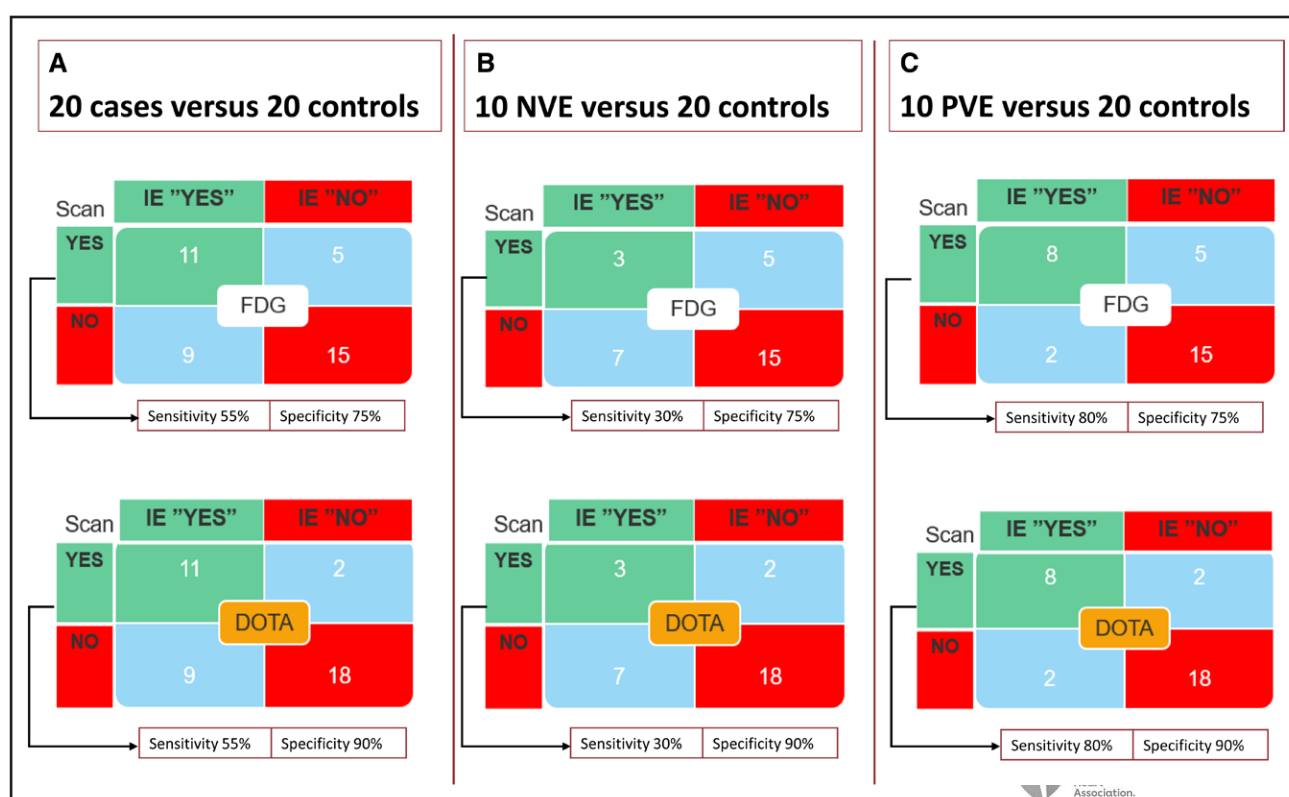 A
20 cases versus 20 controls
Scan
IE ”YES”
IE ”NO”
YES
11
5
FDG
NO
9
15
Sensitivity 55%
Specificity 75%
Scan
IE ”YES”
IE ”NO”
YES
11
2
DOTA
NO
9
18
Sensitivity 55%
Specificity 90%
B
10 NVE versus 20 controls
Scan
IE ”YES”
IE ”NO”
YES
3
5
FDG
NO
7
15
Sensitivity 30%
Specificity 75%
Scan
IE ”YES”
IE ”NO”
YES
3
2
DOTA
NO
7
18
Sensitivity 30%
Specificity 90%
C
10 PVE versus 20 controls
Scan
IE ”YES”
IE ”NO”
YES
8
5
FDG
NO
2
15
Sensitivity 80%
Specificity 75%
Scan
IE ”YES”
IE ”NO”
YES
8
2
DOTA
NO
2
18
Sensitivity 80%
Specificity 90%
Association.